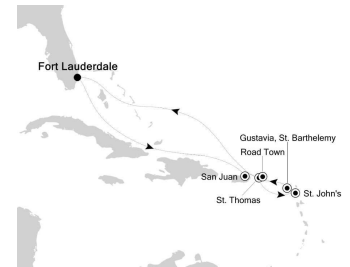 Fort Lauderdale
Gustavia, St. Barthelemy
Road Town
San Juan
St. John's
St. Thomas